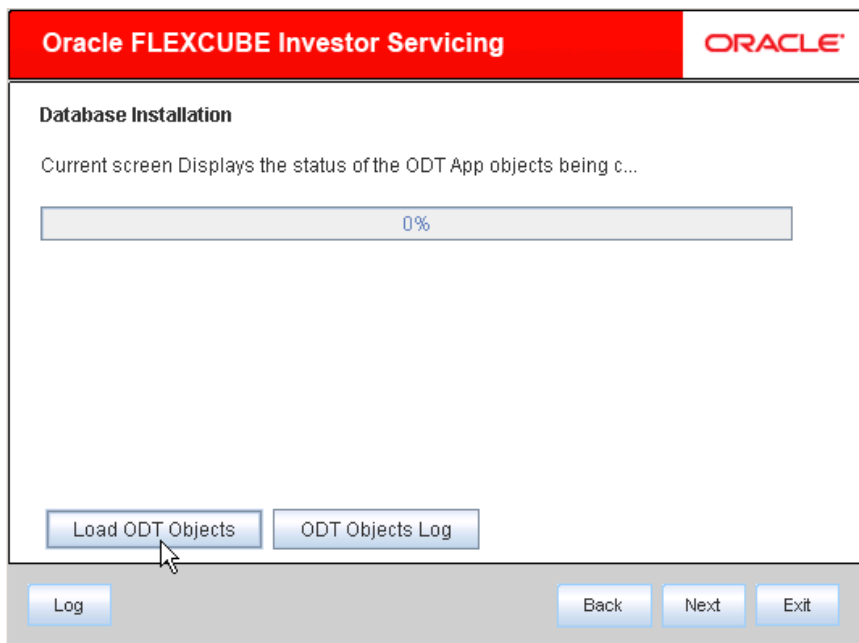 Oracle FLEXCUBE Investor Servicing
ORACLE
Database Installation
Current screen Displays the status of the ODT App objects being c...
0%
Load ODT Objects
ODT Objects Log
Log
Back
Next
Exit